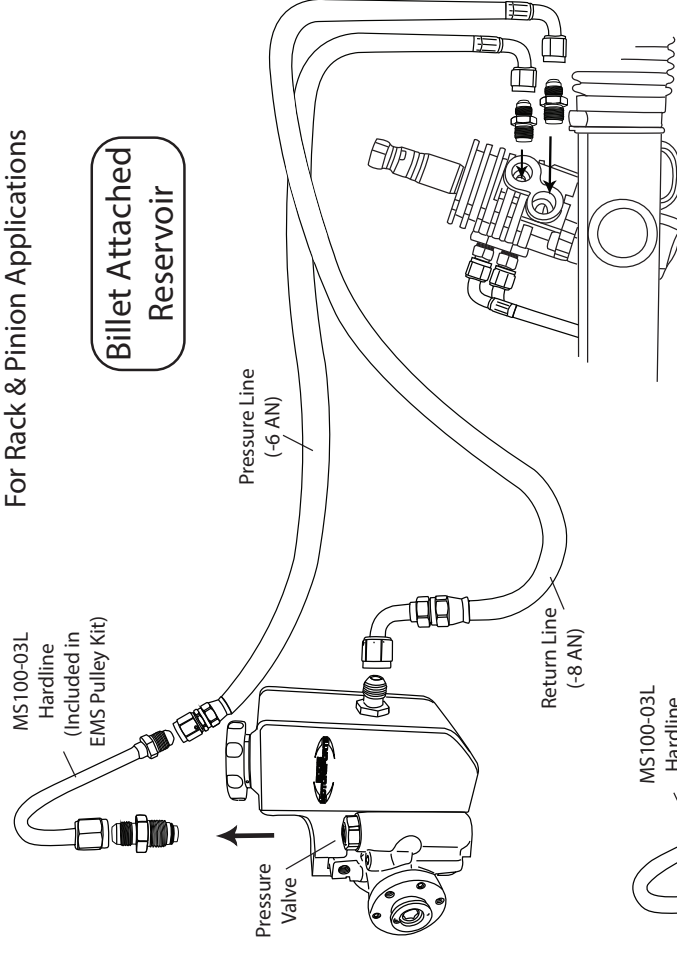 For Rack & Pinion Applications
Billet Attached
Reservoir
MS100-03L
Hardline
(Included in
EMS Pulley Kit)
Pressure Line
(-6 AN)
Pressure
Valve
Return Line
(-8 AN)
MS100-03L
Hardline